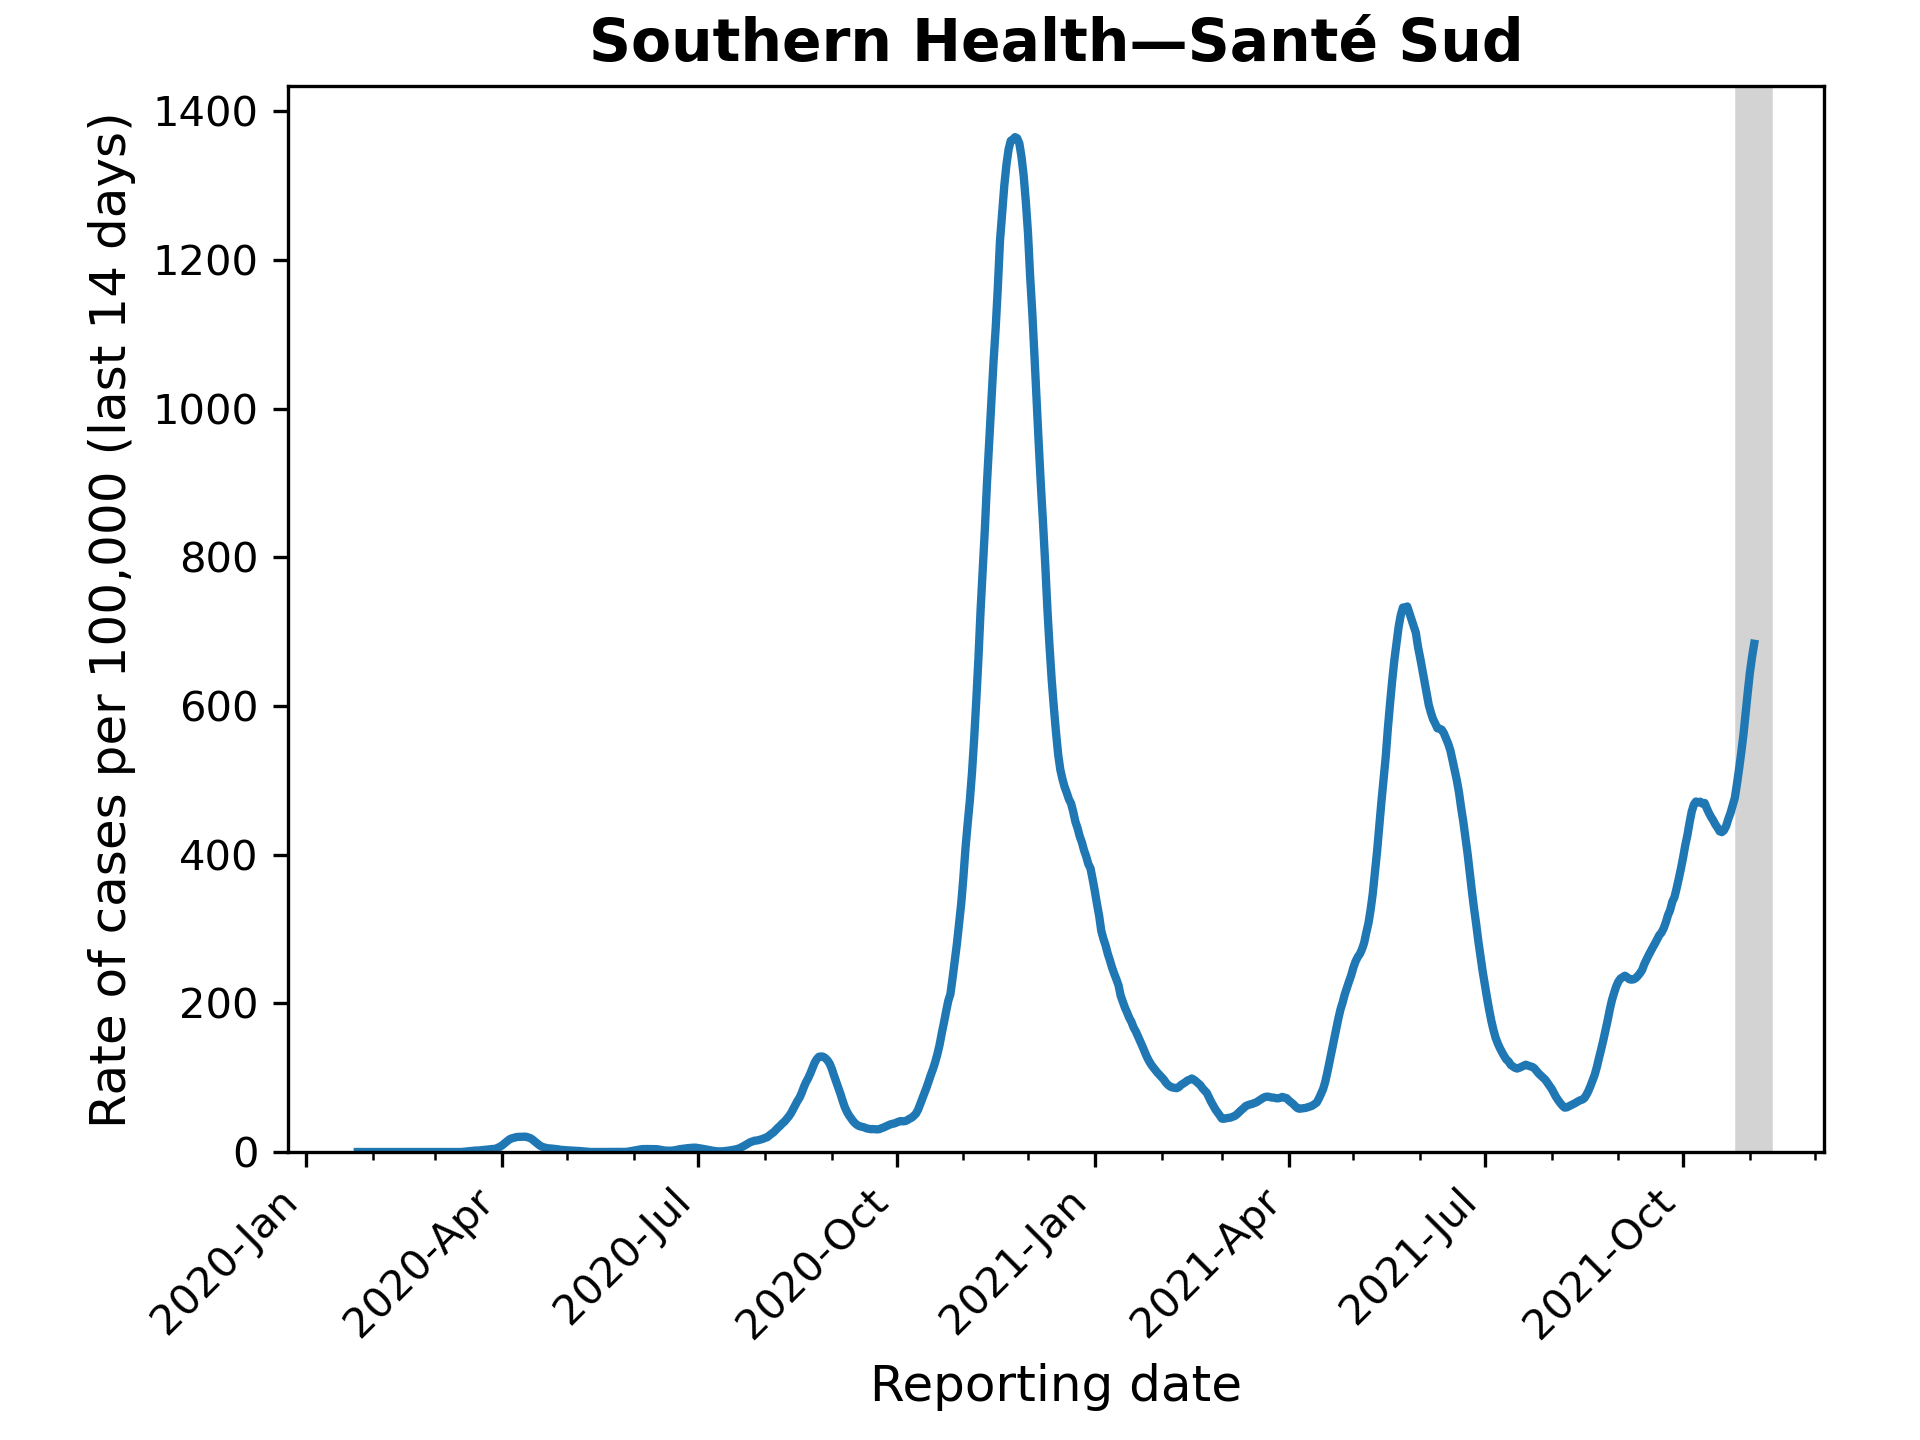 Southern Health—Santé Sud
Rate of cases per 100,000 (last 14 days)
1400
1200
1000
800
600
400
200
0
2020-Jan
2020-Apr
2020-Jul
2020-Oct
2021-Jan
2021-Apr
2021-Jul
2021-Oct
Reporting date